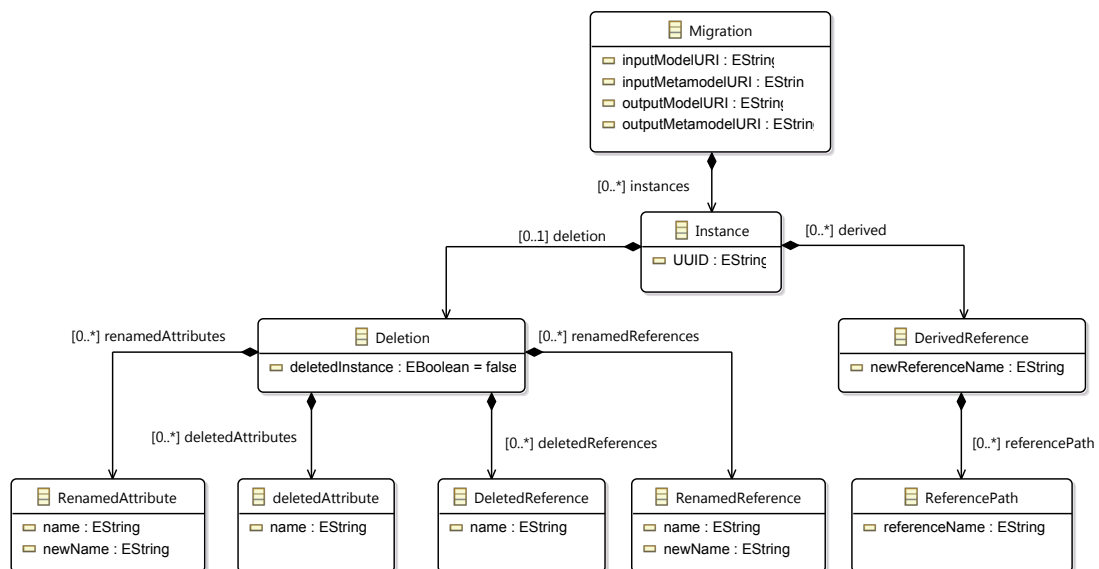 Migration
inputModelURI : EString
inputMetamodelURI : EStrin
outputModelURI : EString
outputMetamodelURI : EString
[0..*] instances
Instance
UUID : EString
[0..1] deletion
[0..*] derived
Deletion
deletedInstance : EBoolean = false
[0..*] renamedAttributes
[0..*] renamedReferences
DerivedReference
newReferenceName : EString
[0..*] deletedAttributes
[0..*] deletedReferences
[0..*] referencePath
RenamedAttribute
name : EString
newName : EString
deletedAttribute
name : EString
DeletedReference
name : EString
RenamedReference
name : EString
newName : EString
ReferencePath
referenceName : EString